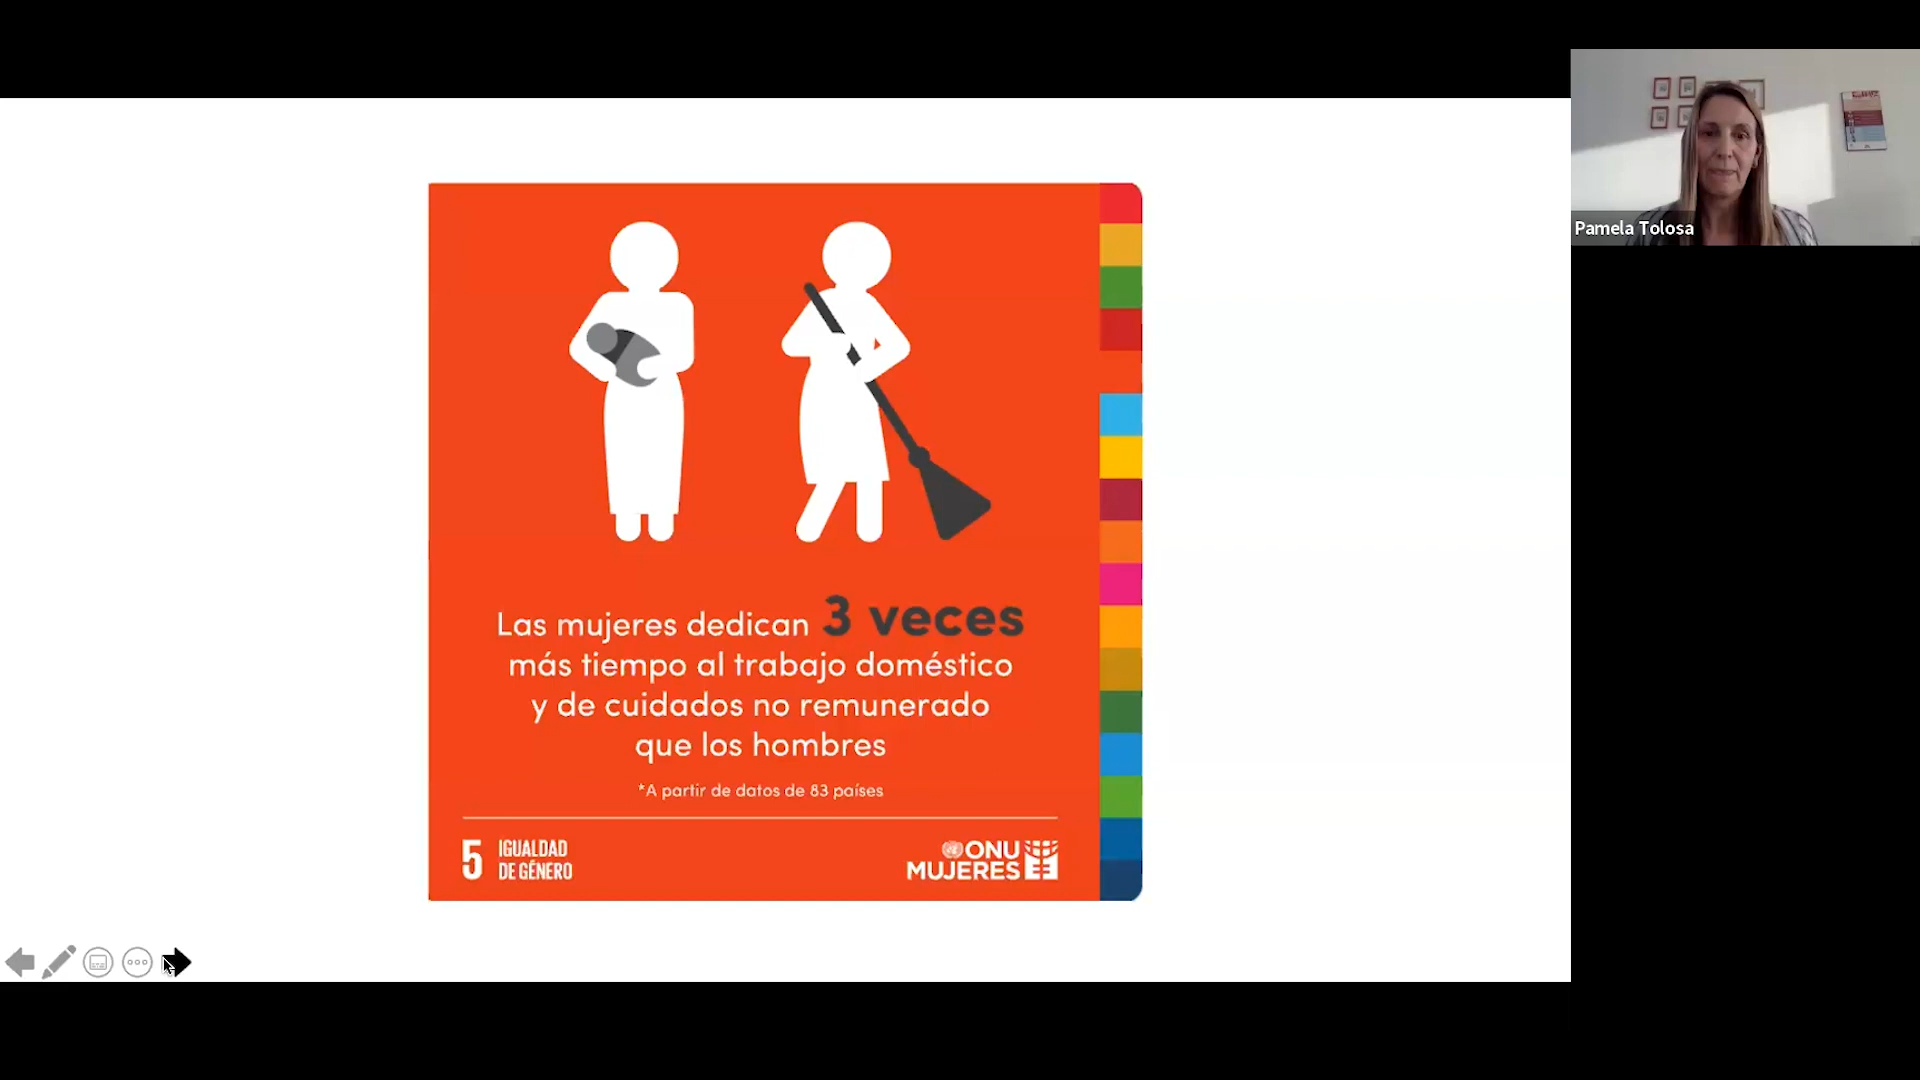 Las mujeres dedican 3 veces
más tiempo al trabajo doméstico
y de cuidados no remunerado
que los hombres
*A partir de datos de 83 países
5 IGUALDAD
DE GÉNERO
ONU
MUJERES
Pamela Tolosa